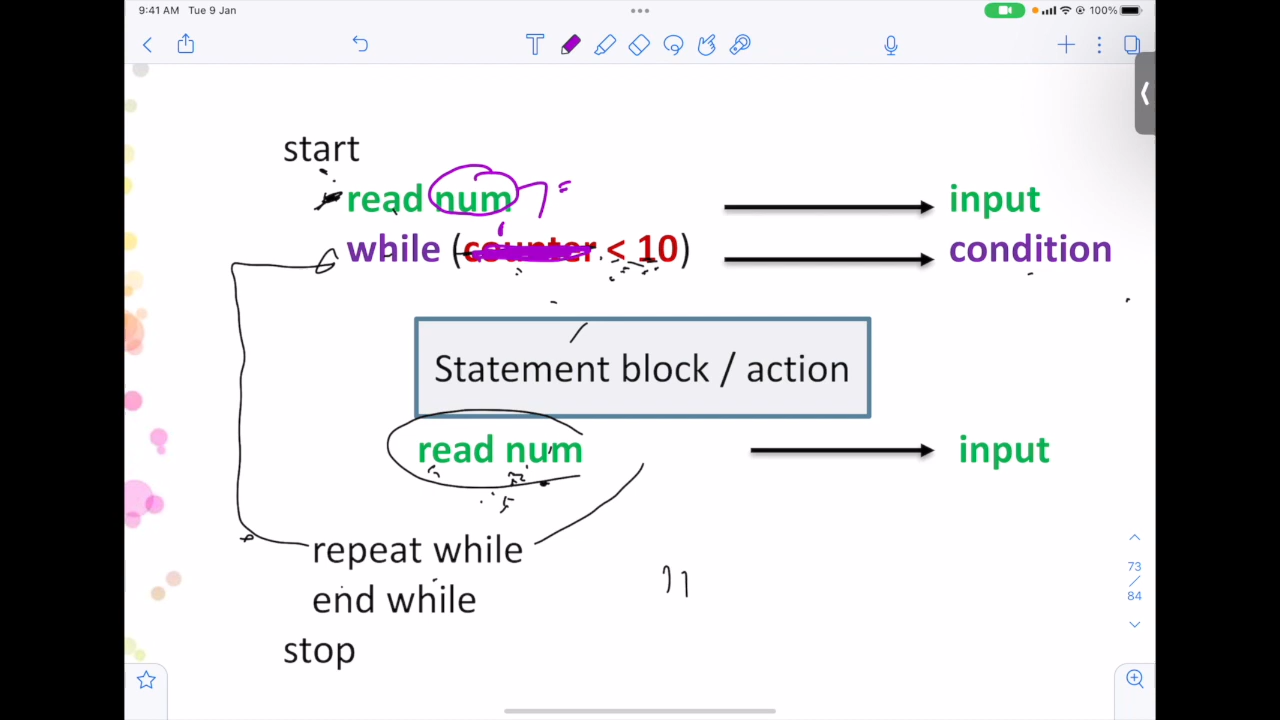 9:41 AM Tue 9 Jan
100%
start
read num → input
while (counter < 10) → condition
Statement block / action
read num → input
repeat while
end while
stop
11
73
/
84